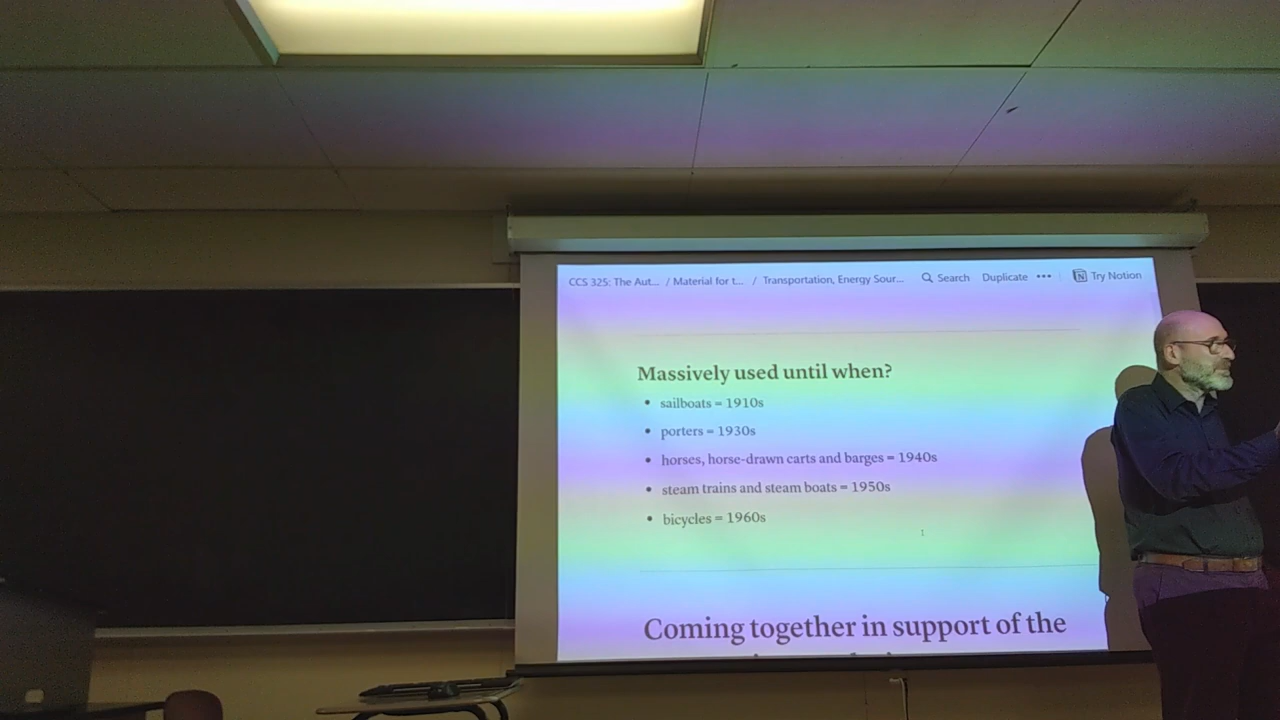 CCS 325: The Aut... / Material for t... / Transportation, Energy Sour... Search Duplicate ••• Try Notion
Massively used until when?
• sailboats = 1910s
• porters = 1930s
• horses, horse-drawn carts and barges = 1940s
• steam trains and steam boats = 1950s
• bicycles = 1960s
Coming together in support of the